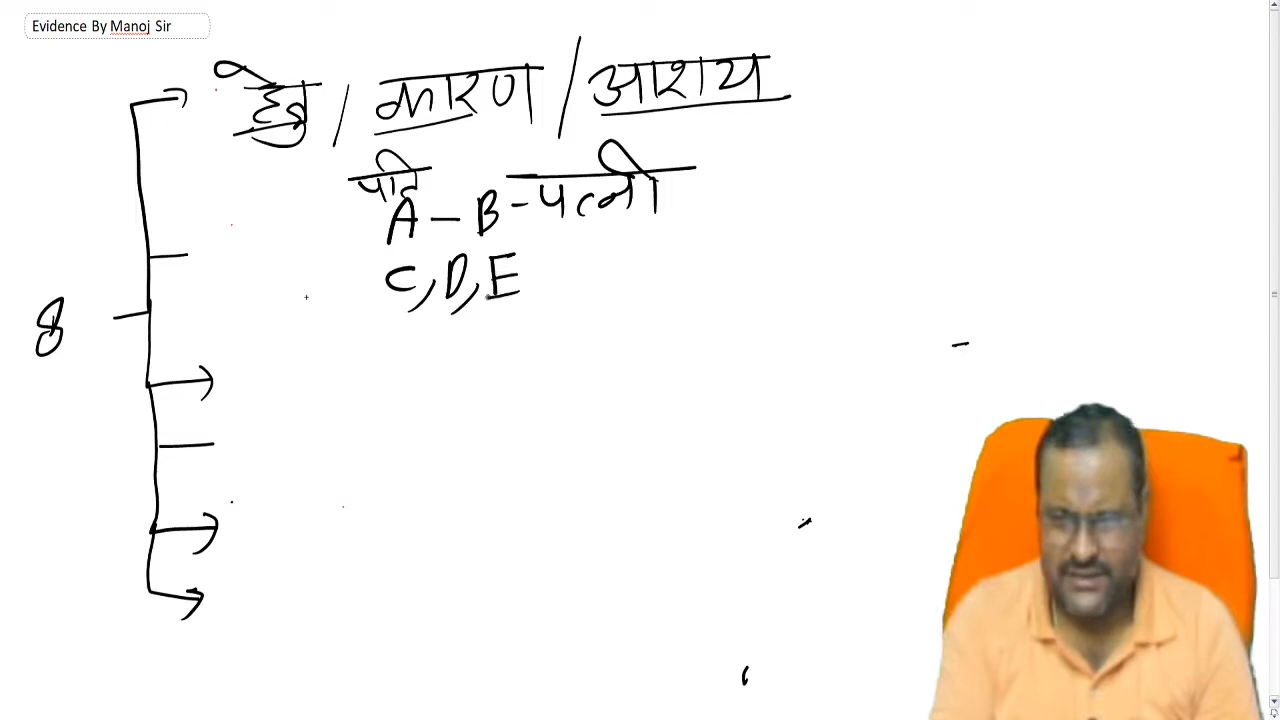 Evidence By Manoj Sir
हेतु / कारण / आशय
पति पत्नी
A - B -
C, D, E
8